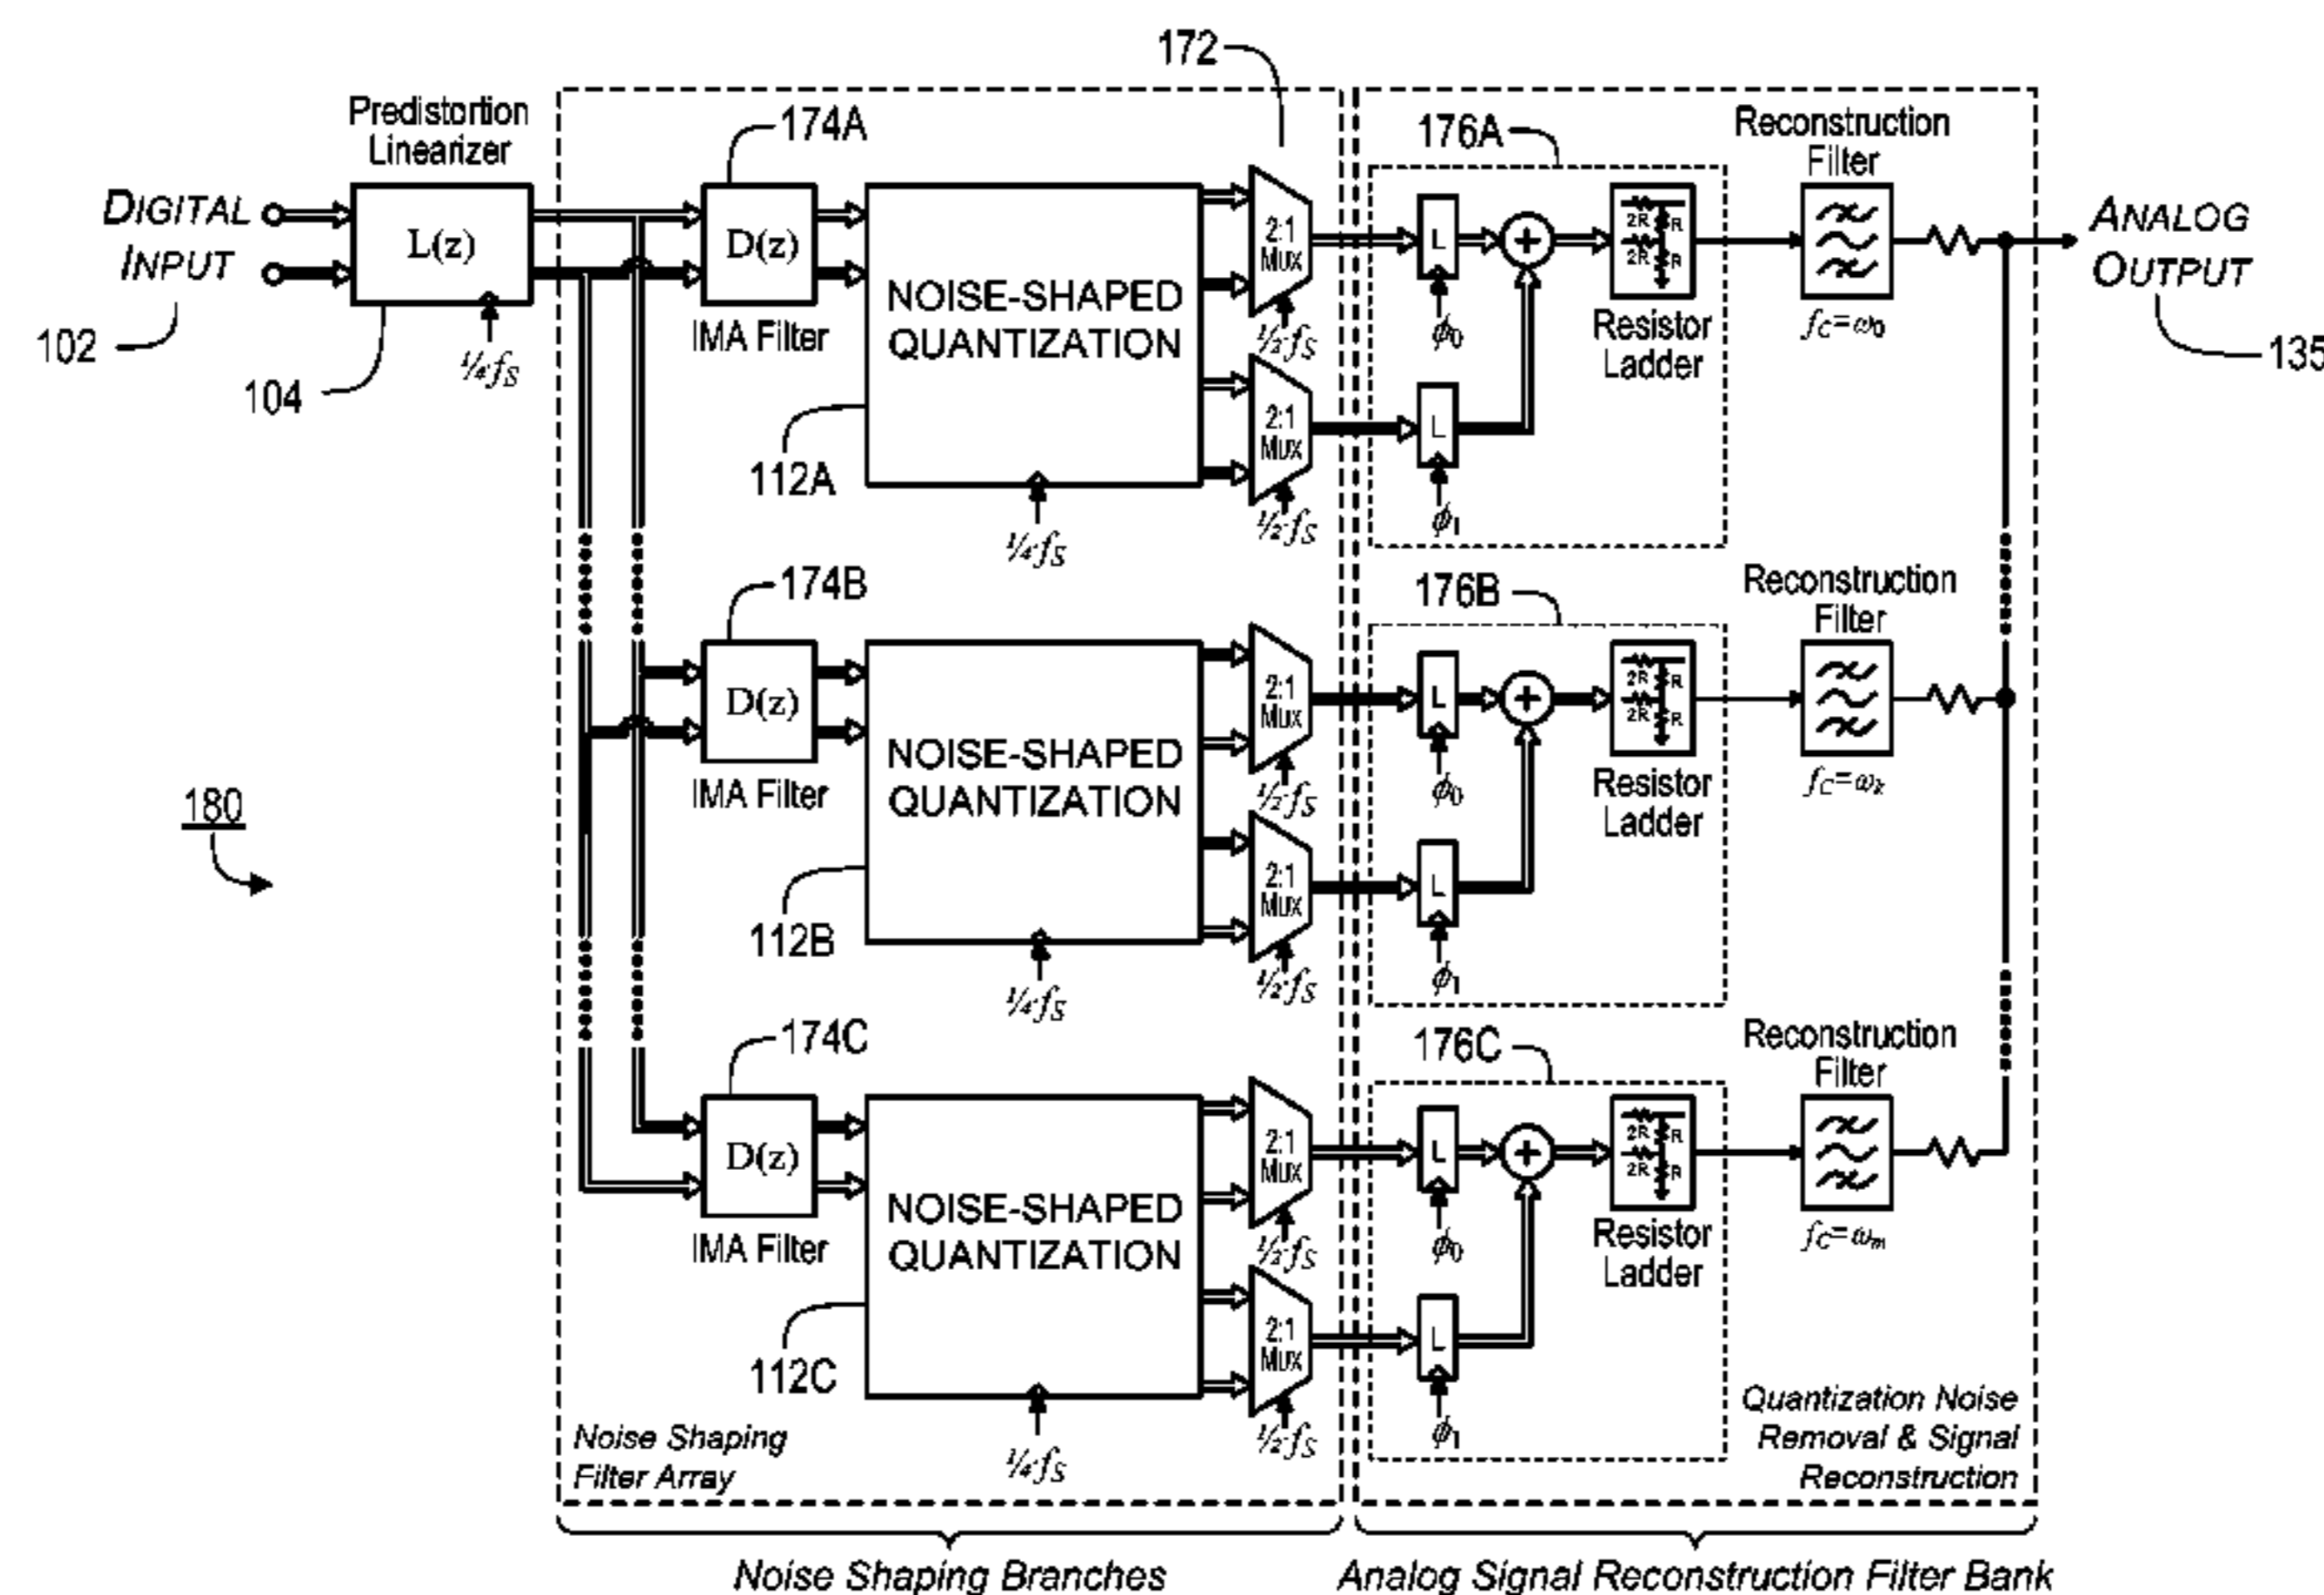 172
Predistortion
Linearizer
174A
176A
Reconstruction
Filter
DIGITAL
INPUT
L(z)
D(z)
NOISE-SHAPED
QUANTIZATION
2:1
MUX
L
+
2R
R
2R
R
ANALOG
OUTPUT
102
104
¼·fS
IMA Filter
½·fS
ϕ0
Resistor
Ladder
fC=ω0
135
112A
2:1
MUX
L
¼·fS
½·fS
ϕ1
174B
176B
Reconstruction
Filter
D(z)
NOISE-SHAPED
QUANTIZATION
2:1
MUX
L
+
2R
R
2R
R
180
IMA Filter
½·fS
ϕ0
Resistor
Ladder
fC=ωk
112B
2:1
MUX
L
¼·fS
½·fS
ϕ1
174C
176C
Reconstruction
Filter
D(z)
NOISE-SHAPED
QUANTIZATION
2:1
MUX
L
+
2R
R
2R
R
IMA Filter
½·fS
ϕ0
Resistor
Ladder
fC=ωm
112C
2:1
MUX
L
¼·fS
½·fS
ϕ1
Noise Shaping
Filter Array
Quantization Noise
Removal & Signal
Reconstruction
Noise Shaping Branches
Analog Signal Reconstruction Filter Bank